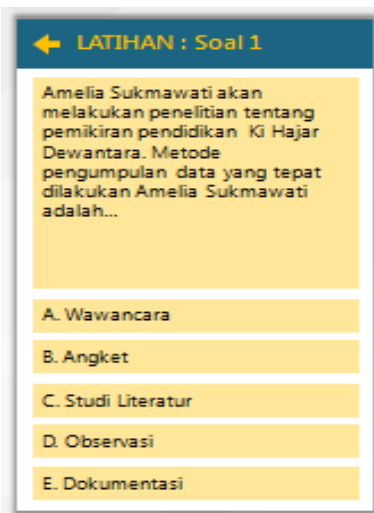 LATIHAN : Soal 1
Amelia Sukmawati akan
melakukan penelitian tentang
pemikiran pendidikan Ki Hajar
Dewantara. Metode
pengumpulan data yang tepat
dilakukan Amelia Sukmawati
adalah...
A. Wawancara
B. Angket
C. Studi Literatur
D. Observasi
E. Dokumentasi